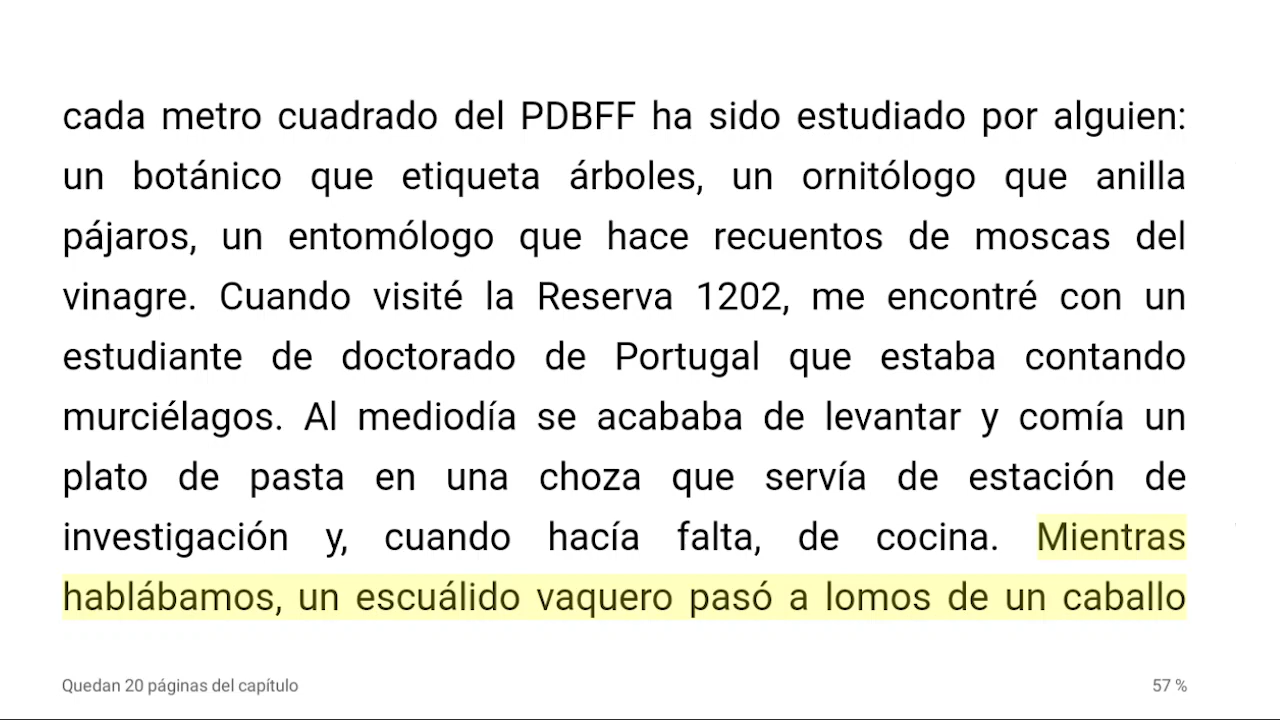 cada metro cuadrado del PDBFF ha sido estudiado por alguien:
un botánico que etiqueta árboles, un ornitólogo que anilla
pájaros, un entomólogo que hace recuentos de moscas del
vinagre. Cuando visité la Reserva 1202, me encontré con un
estudiante de doctorado de Portugal que estaba contando
murciélagos. Al mediodía se acababa de levantar y comía un
plato de pasta en una choza que servía de estación de
investigación y, cuando hacía falta, de cocina. Mientras
hablábamos, un escuálido vaquero pasó a lomos de un caballo
Quedan 20 páginas del capítulo
57 %